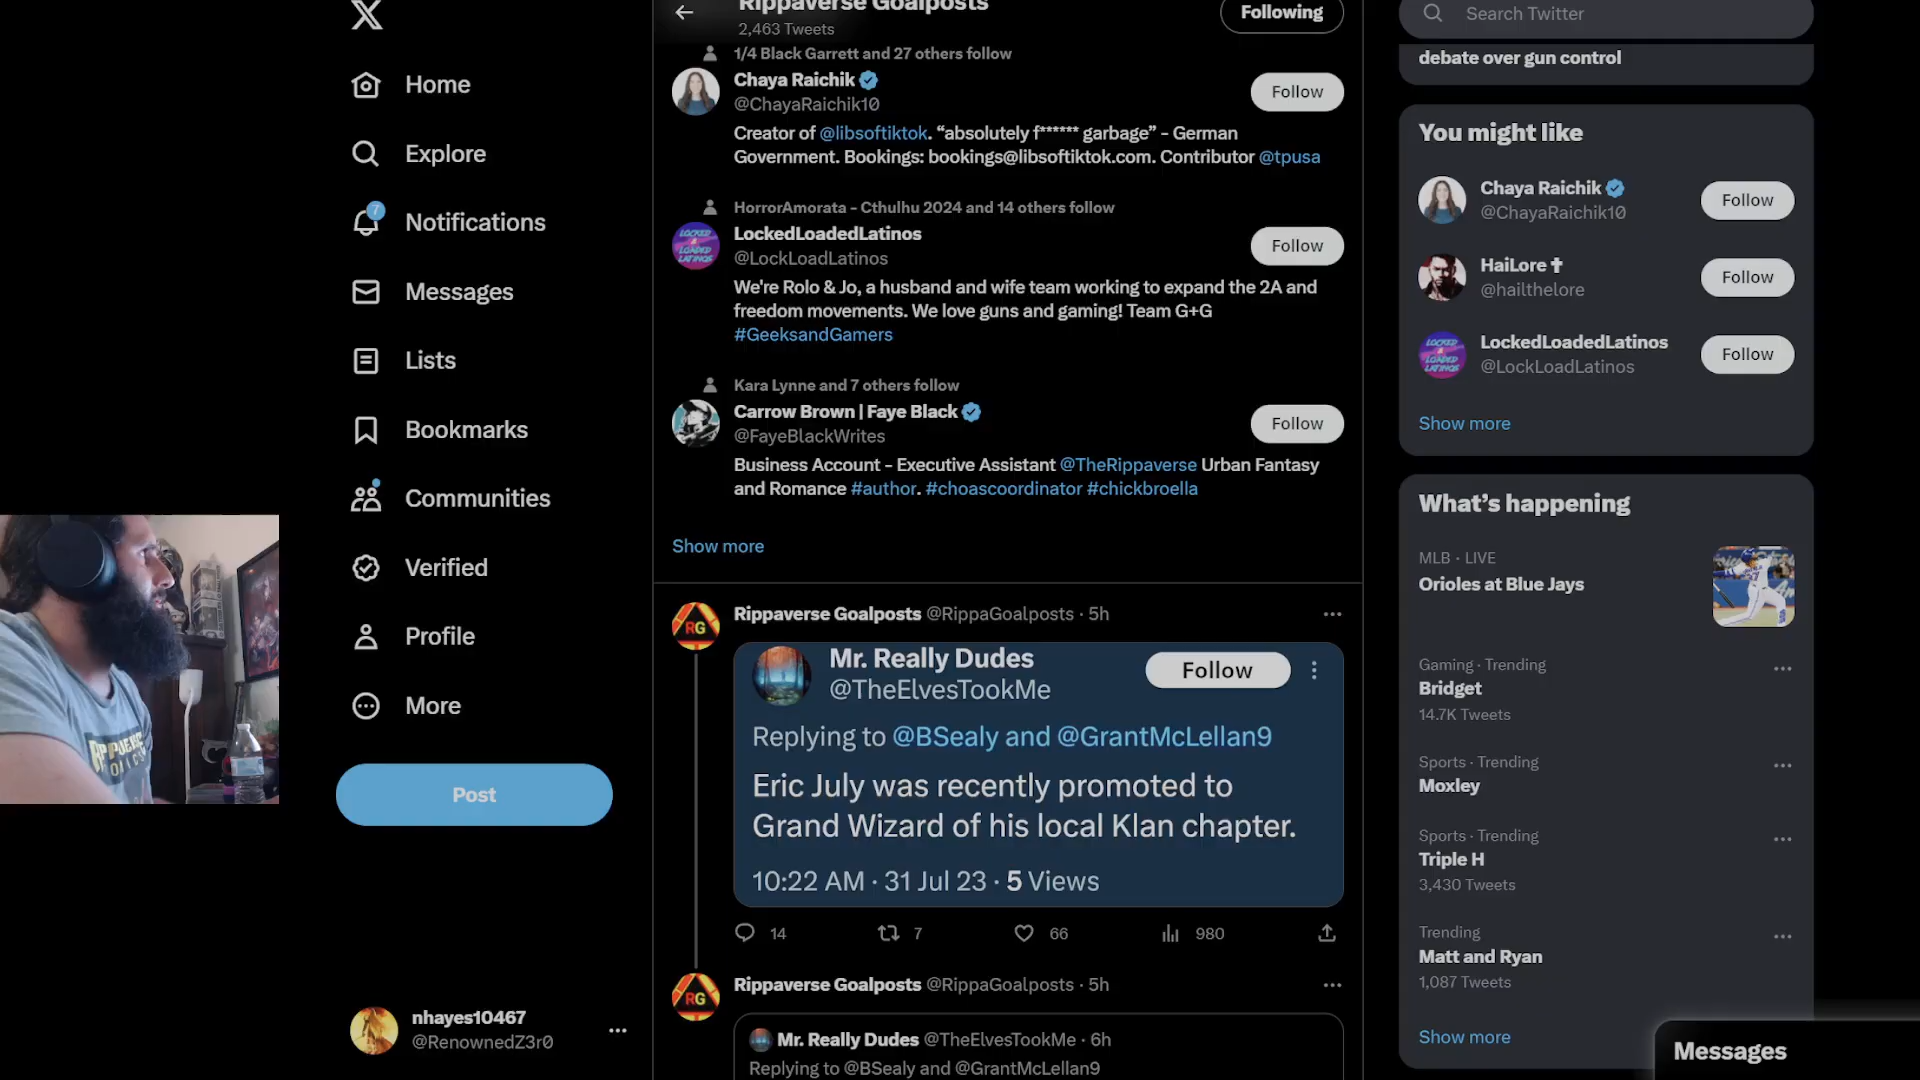 Home
Explore
7
Notifications
Messages
Lists
Bookmarks
Communities
Verified
Profile
More
Post
nhayes10467
@RenownedZ3r0
Rippaverse Goalposts
2,463 Tweets
Following
1/4 Black Garrett and 27 others follow
Chaya Raichik
@ChayaRaichik10
Follow
Creator of @libsoftiktok. “absolutely f****** garbage” - German
Government. Bookings: bookings@libsoftiktok.com. Contributor @tpusa
HorrorAmorata - Cthulhu 2024 and 14 others follow
LockedLoadedLatinos
@LockLoadLatinos
Follow
LOCKED
&
LOADED
LATINOS
We're Rolo & Jo, a husband and wife team working to expand the 2A and
freedom movements. We love guns and gaming! Team G+G
#GeeksandGamers
Kara Lynne and 7 others follow
Carrow Brown | Faye Black
@FayeBlackWrites
Follow
Business Account - Executive Assistant @TheRippaverse Urban Fantasy
and Romance #author. #choascoordinator #chickbroella
Show more
RG
Rippaverse Goalposts @RippaGoalposts · 5h
Mr. Really Dudes
@TheElvesTookMe
Follow
Replying to @BSealy and @GrantMcLellan9
Eric July was recently promoted to
Grand Wizard of his local Klan chapter.
10:22 AM · 31 Jul 23 · 5 Views
14
7
66
980
RG
Rippaverse Goalposts @RippaGoalposts · 5h
Mr. Really Dudes @TheElvesTookMe · 6h
Replying to @BSealy and @GrantMcLellan9
Search Twitter
debate over gun control
You might like
Chaya Raichik
@ChayaRaichik10
Follow
HaiLore✝
@hailthelore
Follow
LOCKED
&
LOADED
LATINOS
LockedLoadedLatinos
@LockLoadLatinos
Follow
Show more
What’s happening
MLB · LIVE
Orioles at Blue Jays
Gaming · Trending
Bridget
14.7K Tweets
Sports · Trending
Moxley
Sports · Trending
Triple H
3,430 Tweets
Trending
Matt and Ryan
1,087 Tweets
Show more
Messages